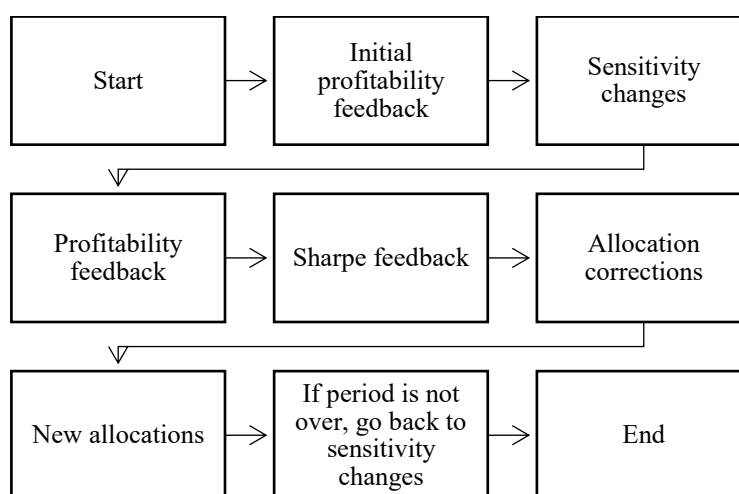 Start
Initial
profitability
feedback
Sensitivity
changes
Profitability
feedback
Sharpe feedback
Allocation
corrections
New allocations
If period is not
over, go back to
sensitivity
changes
End